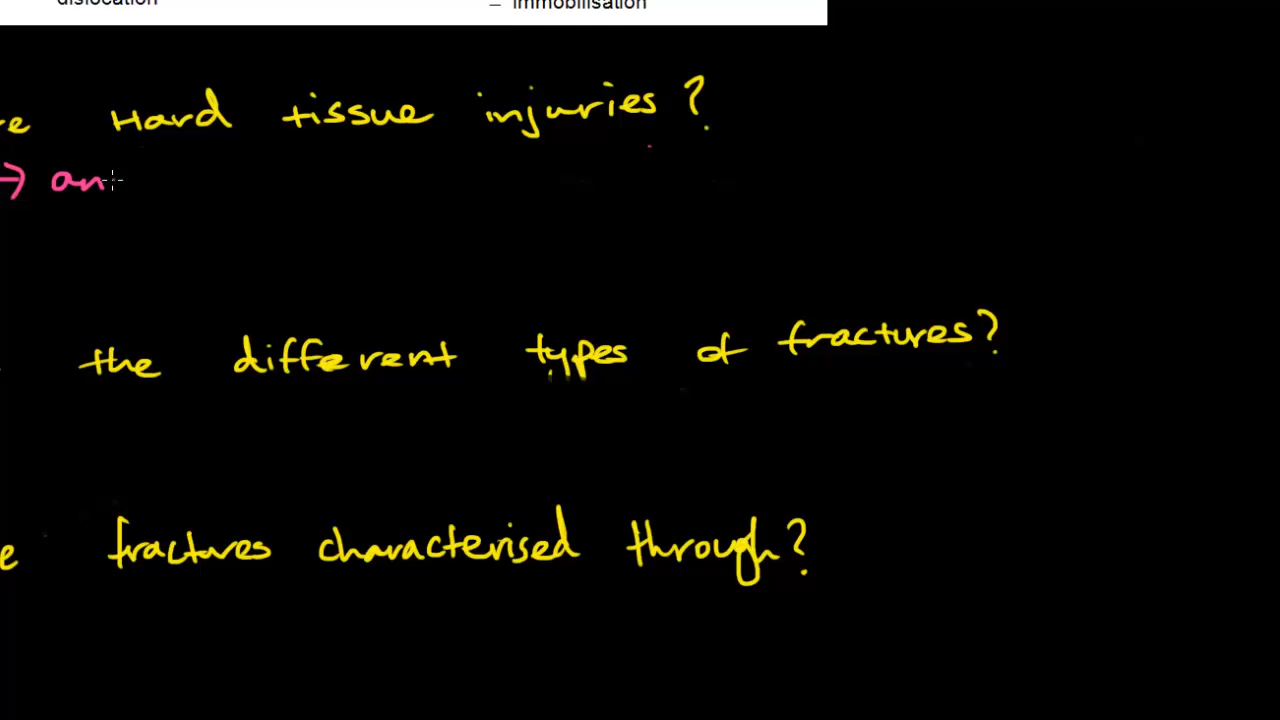 dislocation – immobilisation
re Hard tissue injuries?
→ an
the different types of fractures?
e fractures characterised through?